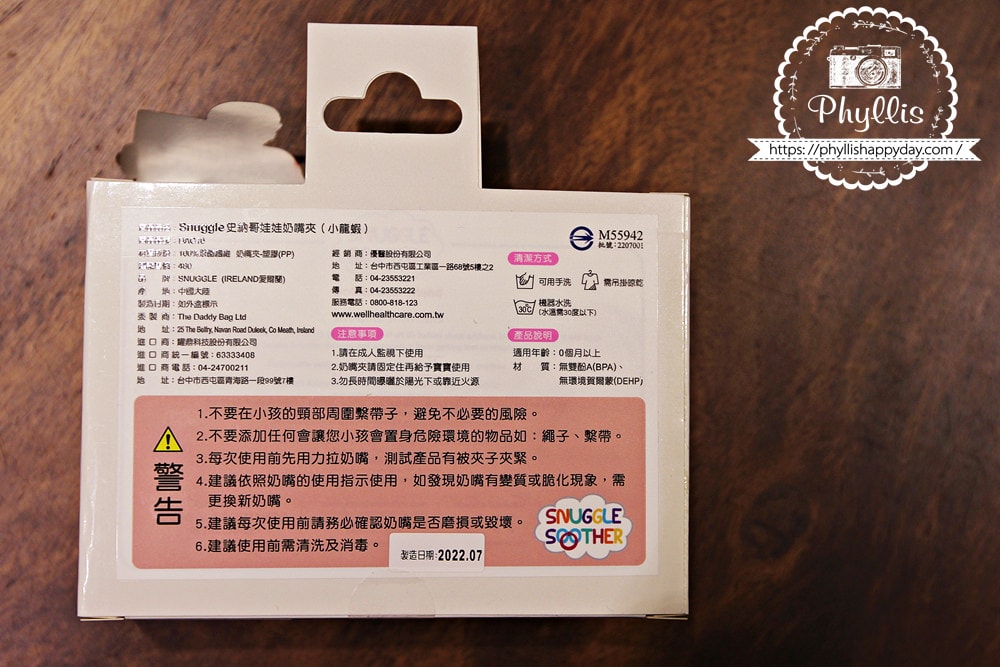 Phyllis
https://phyllishappyday.com /
Snuggle 史納哥娃娃奶嘴夾（小龍蝦）
奶嘴夾-塑膠(PP)
牌：SNUGGLE (IRELAND愛爾蘭)
產 地：中國大陸
製造日期：如外盒標示
委 製 商：The Daddy Bag Ltd
地 址：25 The Bellry, Navan Road Duleek, Co Meath, Ireland
進 口 商：耀鼎科技股份有限公司
進 口 商 統 一 編 號：63333408
進 口 商 電 話：04-24700211
地 址：台中市西屯區青海路一段99號7樓
經 銷 商：優醫股份有限公司
地 址：台中市西屯區工業區一路68號5樓之2
電 話：04-23553221
傳 真：04-23553222
服務電話：0800-818-123
www.wellhealthcare.com.tw
注意事項
1.請在成人監視下使用
2.奶嘴夾請固定住再給予寶寶使用
3.勿長時間曝曬於陽光下或靠近火源
M55942
批號：2207001
清潔方式
可用手洗
需吊掛晾乾
30℃
機器水洗
(水溫需30度以下)
產品說明
適用年齡：0個月以上
材 質：無雙酚A(BPA)、
無環境賀爾蒙(DEHP)
警告
1.不要在小孩的頸部周圍繫帶子，避免不必要的風險。
2.不要添加任何會讓您小孩會置身危險環境的物品如：繩子、繫帶。
3.每次使用前先用力拉奶嘴，測試產品有被夾子夾緊。
4.建議依照奶嘴的使用指示使用，如發現奶嘴有變質或脆化現象，需
更換新奶嘴。
5.建議每次使用前請務必確認奶嘴是否磨損或毀壞。
6.建議使用前需清洗及消毒。
製造日期：2022.07
SNUGGLE
SOOTHER